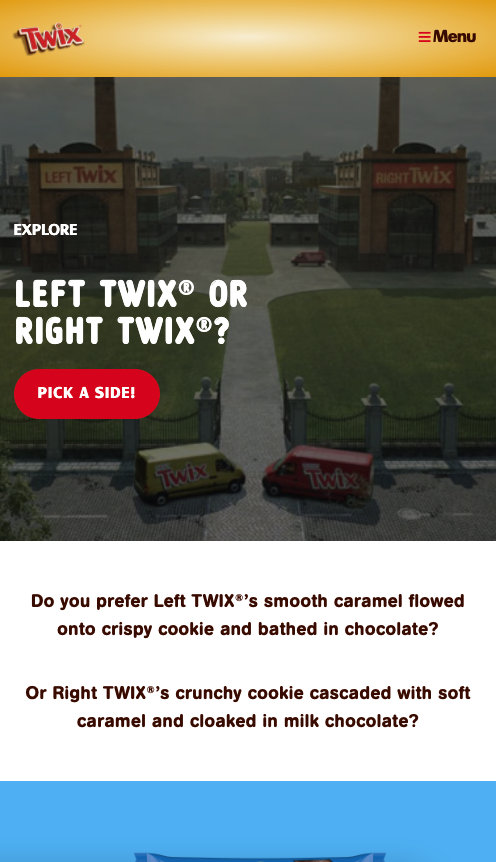 TWIX
Menu
LEFT TWIX
RIGHT TWIX
EXPLORE
LEFT TWIX® OR
RIGHT TWIX®?
PICK A SIDE!
TWIX
TWIX
Do you prefer Left TWIX®’s smooth caramel flowed
onto crispy cookie and bathed in chocolate?
Or Right TWIX®’s crunchy cookie cascaded with soft
caramel and cloaked in milk chocolate?